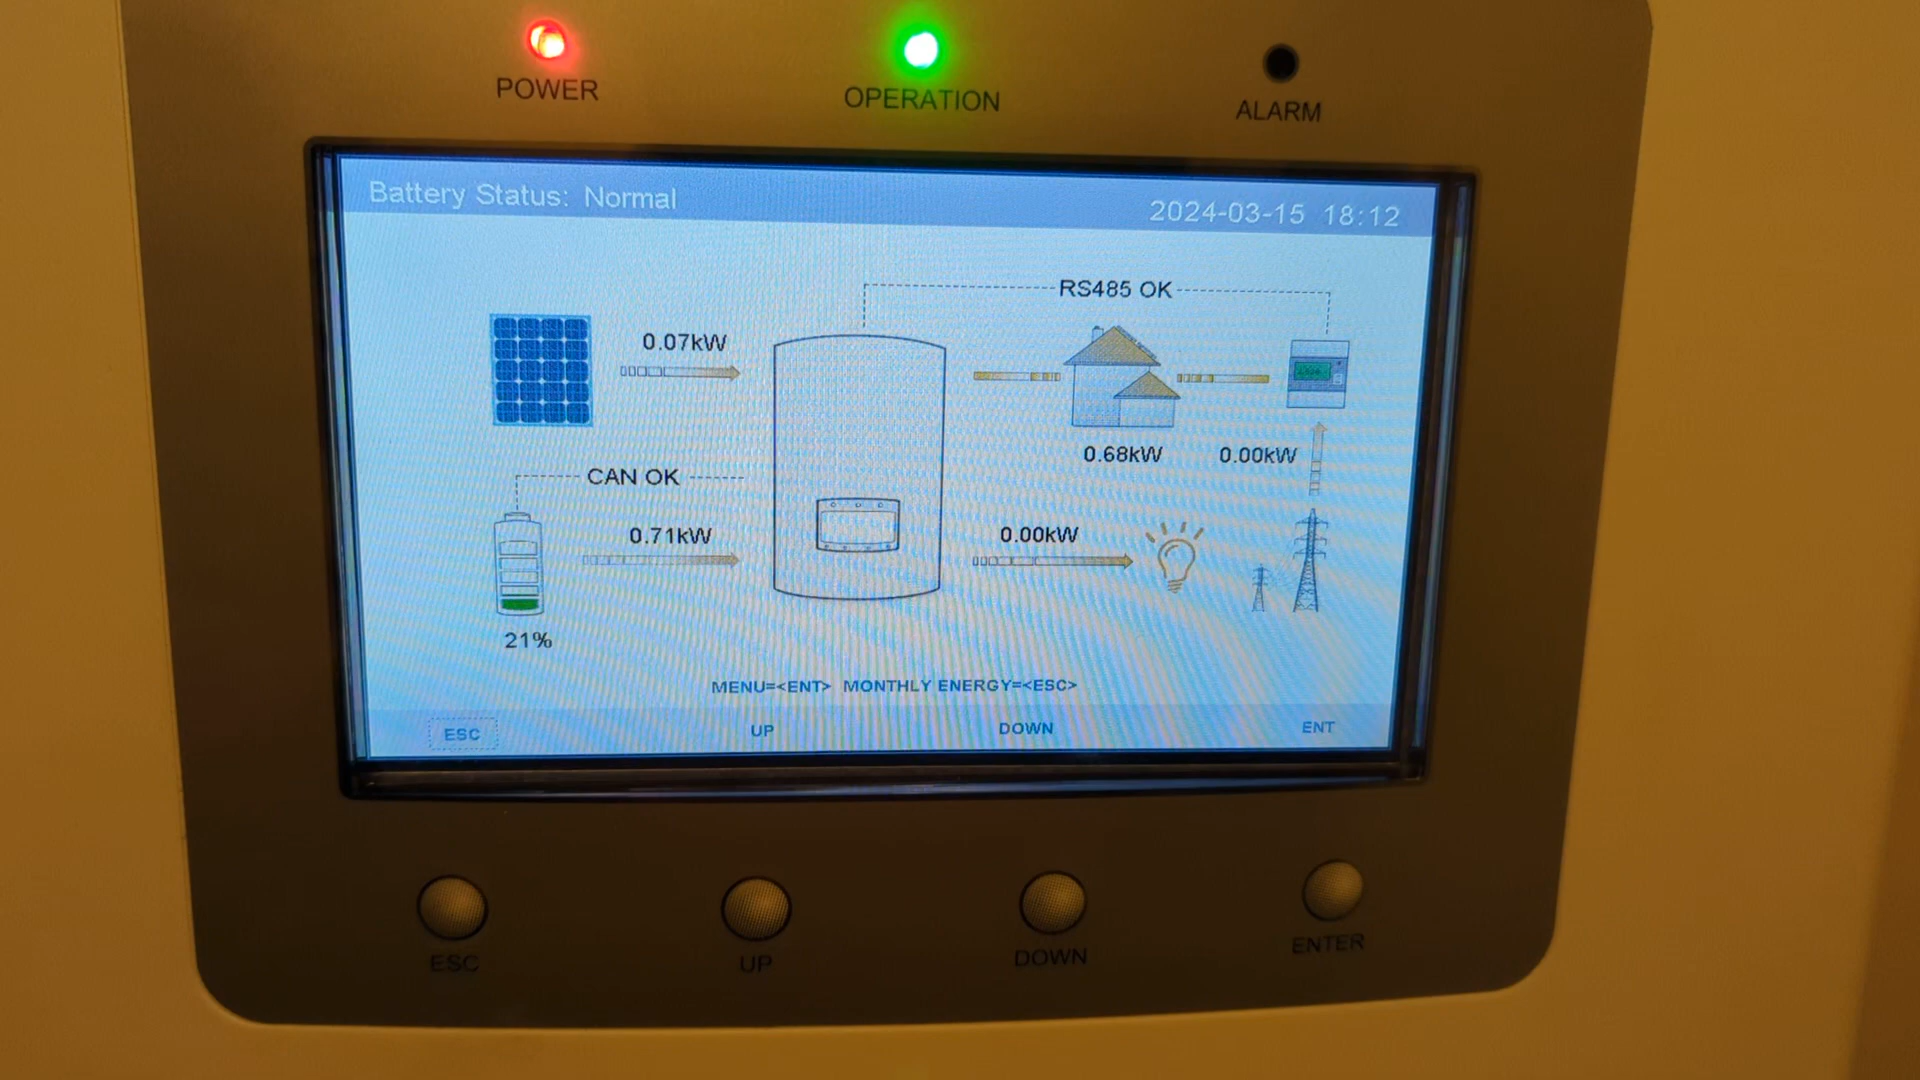 POWER
OPERATION
ALARM
Battery Status: Normal
2024-03-15 18:12
RS485 OK
0.07kW
0.68kW
0.00kW
CAN OK
0.71kW
0.00kW
21%
MENU=<ENT> MONTHLY ENERGY=<ESC>
ESC
UP
DOWN
ENT
ESC
UP
DOWN
ENTER